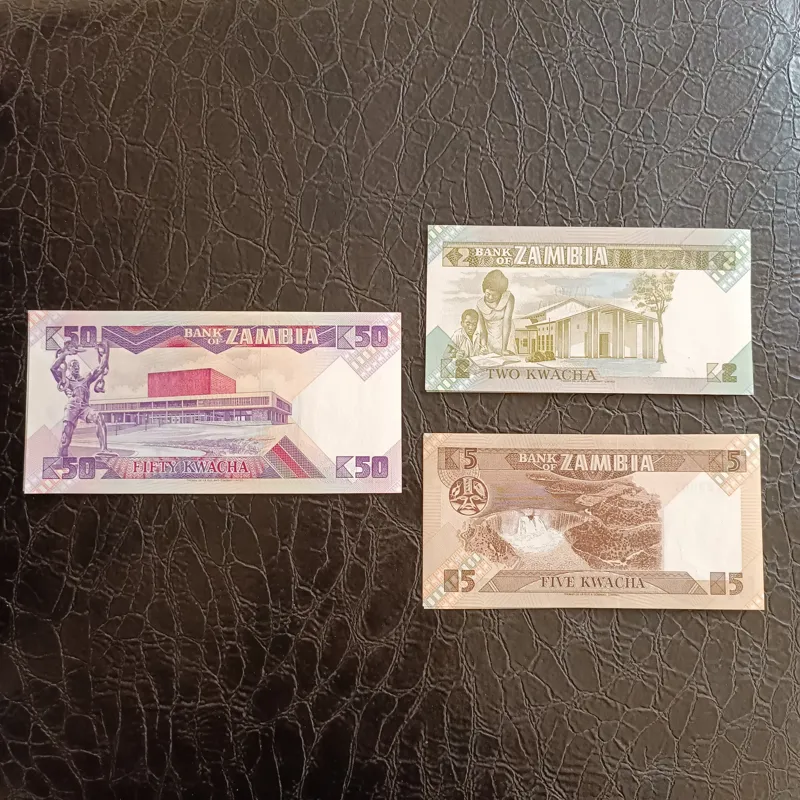 K50 BANK OF ZAMBIA K50
K50 FIFTY KWACHA K50
2 BANK OF ZAMBIA
K2 TWO KWACHA K2
K5 BANK OF ZAMBIA K5
K5 FIVE KWACHA K5